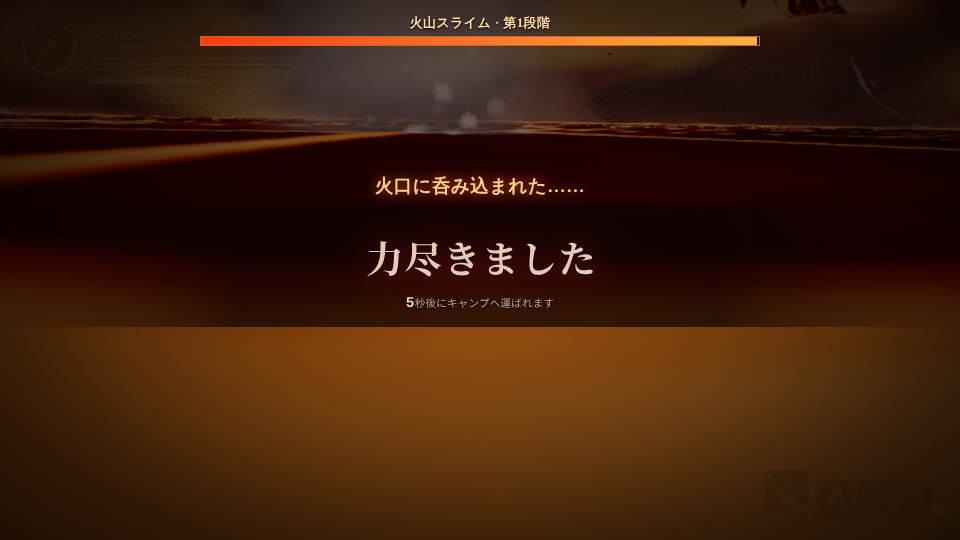 火山スライム · 第1段階
火口に呑み込まれた……
力尽きました
5秒後にキャンプへ運ばれます
10